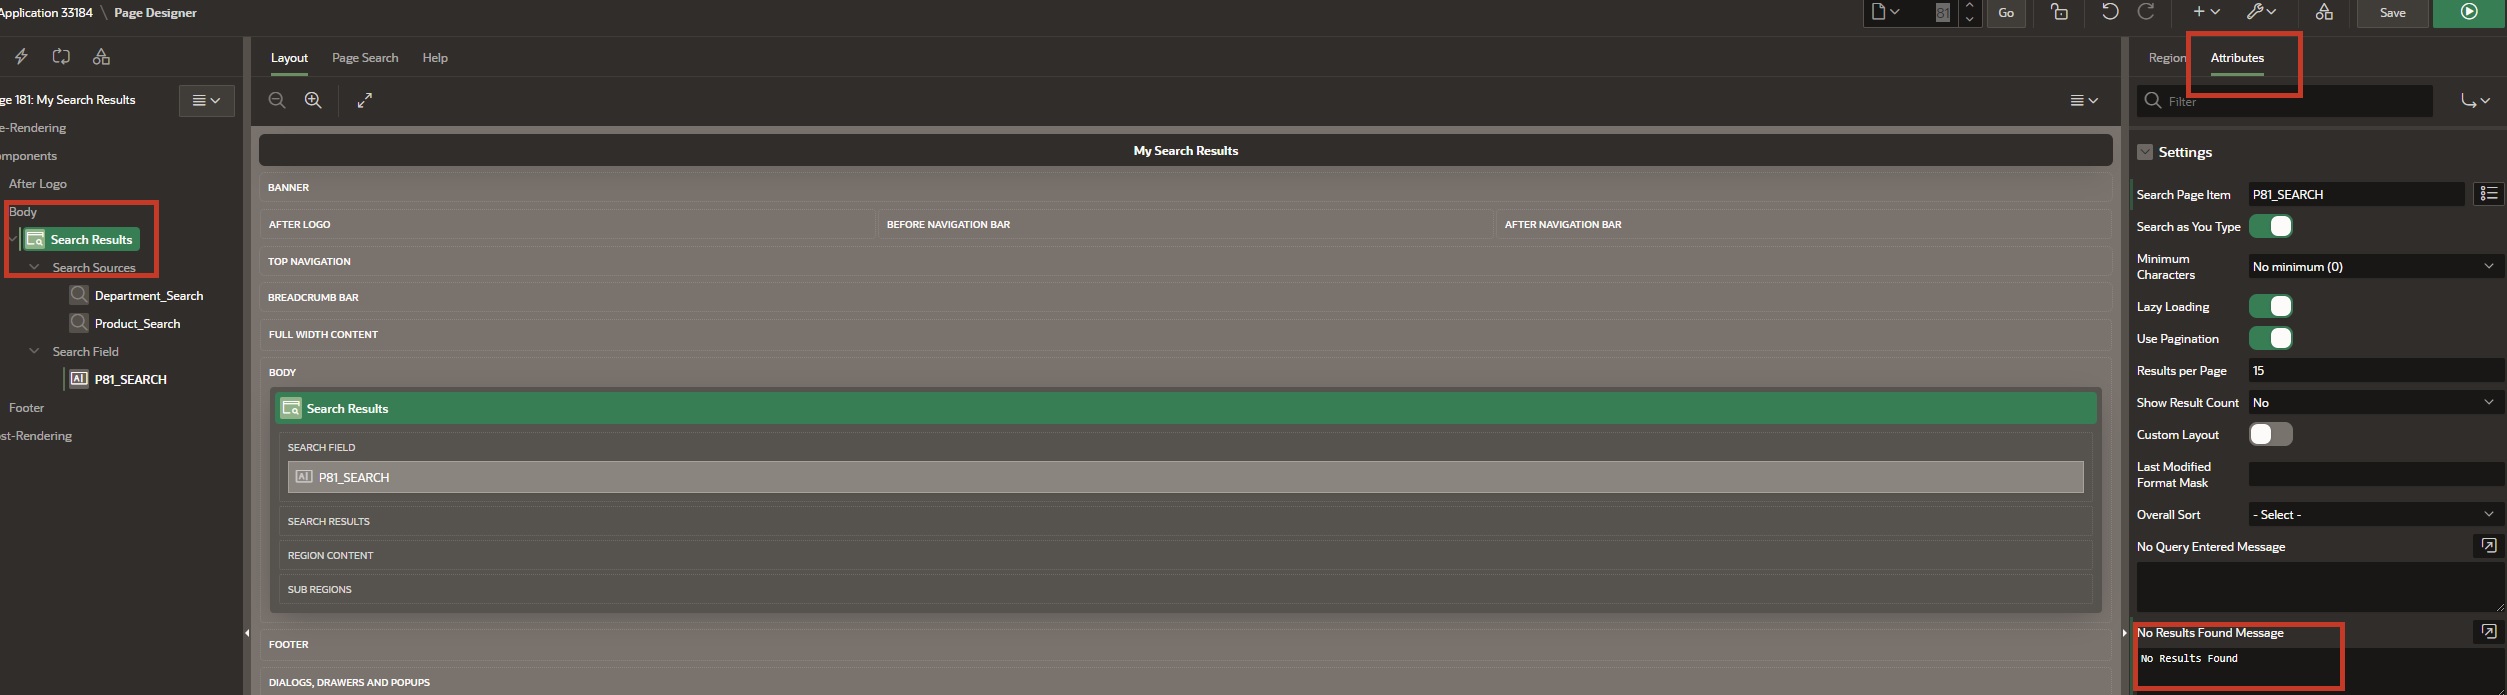 Application 33184 \ Page Designer
81
Go
Save
Layout
Page Search
Help
Region
Attributes
Filter
ge 181: My Search Results
e-Rendering
mponents
After Logo
Body
Search Results
Search Sources
Department_Search
Product_Search
Search Field
P81_SEARCH
Footer
st-Rendering
My Search Results
BANNER
AFTER LOGO
BEFORE NAVIGATION BAR
AFTER NAVIGATION BAR
TOP NAVIGATION
BREADCRUMB BAR
FULL WIDTH CONTENT
BODY
Search Results
SEARCH FIELD
P81_SEARCH
SEARCH RESULTS
REGION CONTENT
SUB REGIONS
FOOTER
DIALOGS, DRAWERS AND POPUPS
Settings
Search Page Item P81_SEARCH
Search as You Type
Minimum
Characters
No minimum (0)
Lazy Loading
Use Pagination
Results per Page 15
Show Result Count No
Custom Layout
Last Modified
Format Mask
Overall Sort - Select -
No Query Entered Message
No Results Found Message
No Results Found